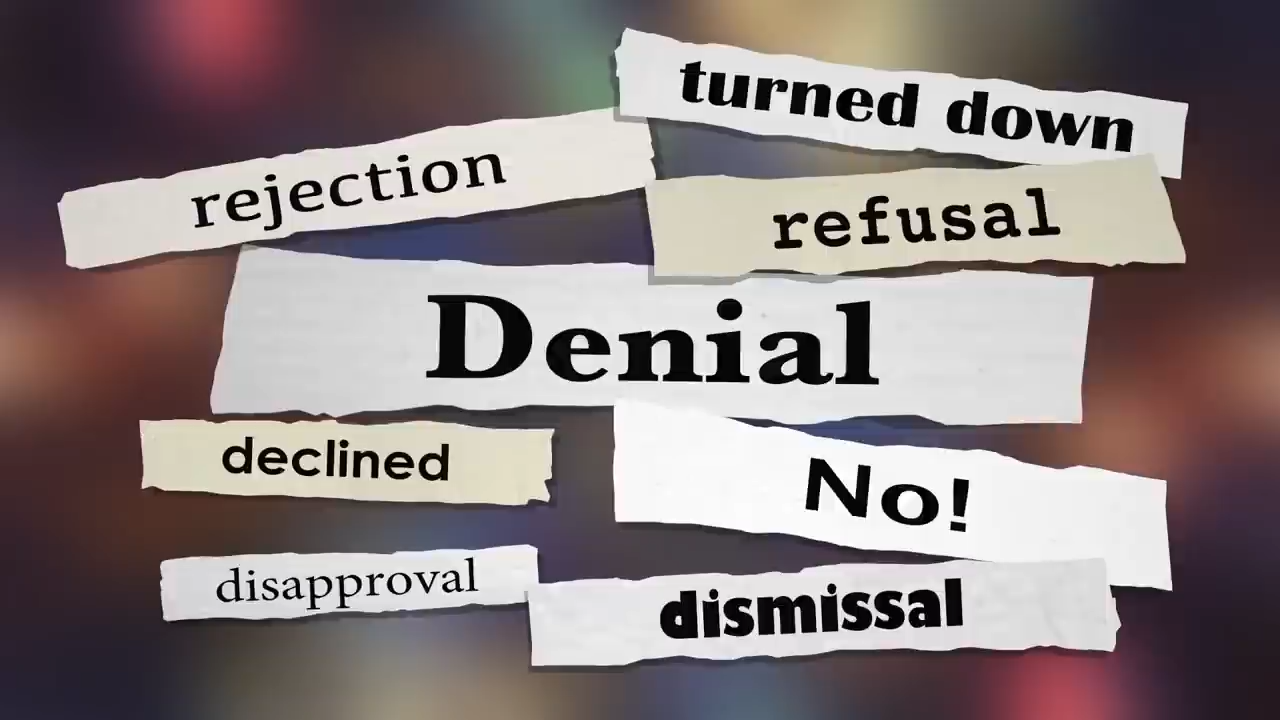 turned down
rejection
refusal
Denial
declined
No!
disapproval
dismissal